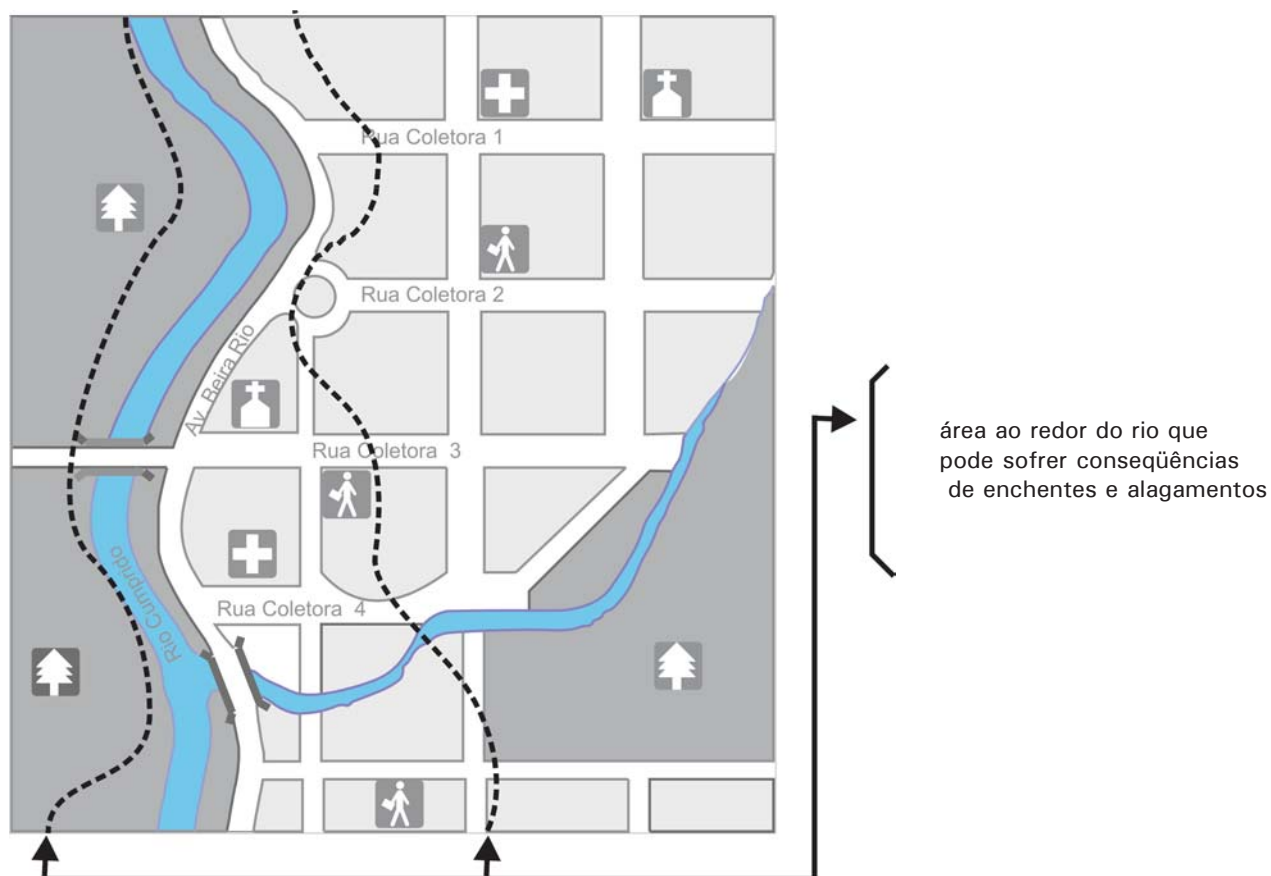 Rua Coletora 1
Rua Coletora 2
Av. Beira Rio
Rua Coletora 3
Rio Cumprido
Rua Coletora 4
área ao redor do rio que
pode sofrer conseqüências
de enchentes e alagamentos